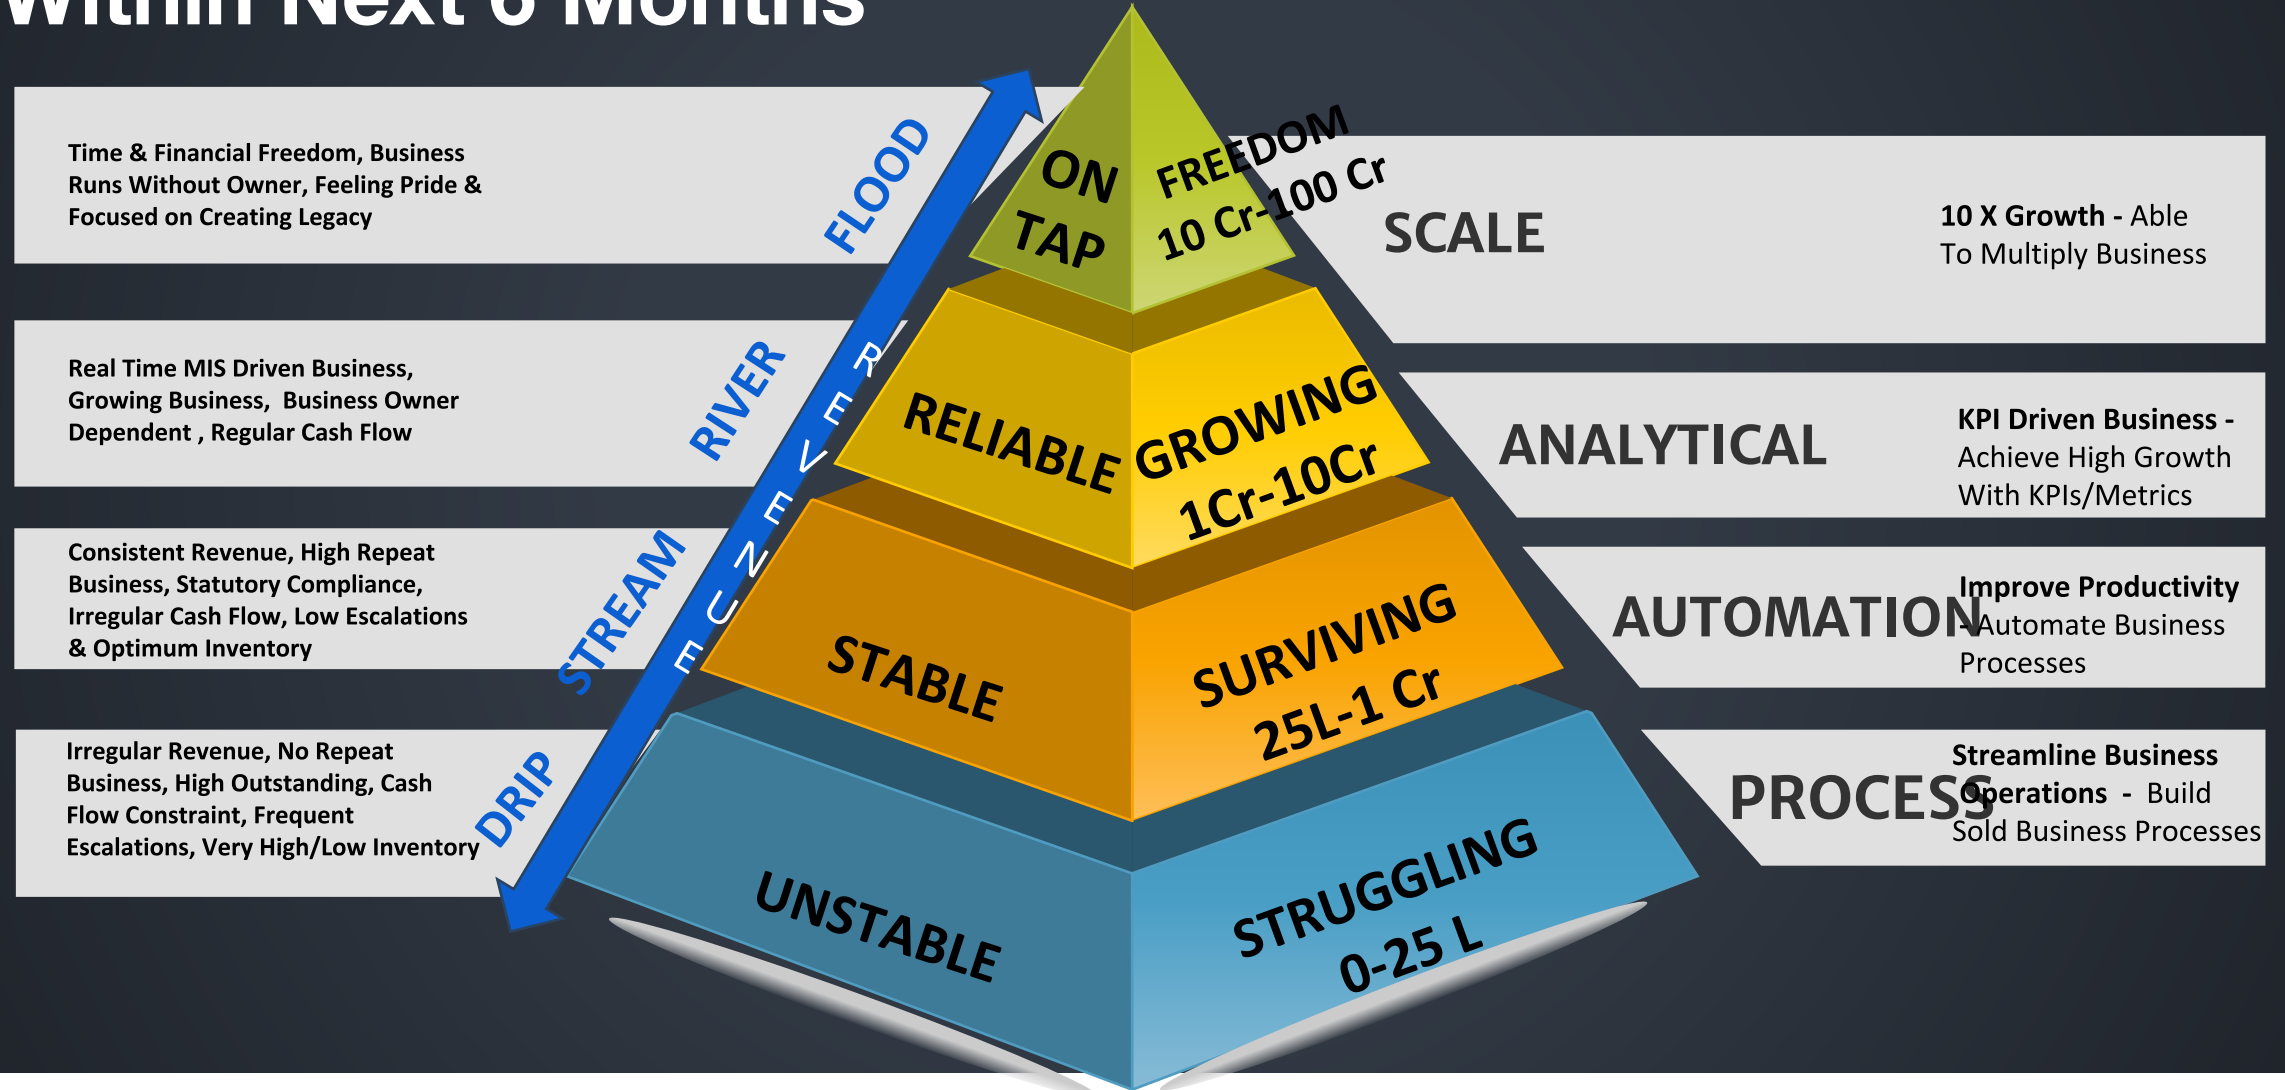 Within Next 6 Months
Time & Financial Freedom, Business
Runs Without Owner, Feeling Pride &
Focused on Creating Legacy
FLOOD
ON
TAP
FREEDOM
10 Cr-100 Cr
SCALE
10 X Growth - Able
To Multiply Business
Real Time MIS Driven Business,
Growing Business, Business Owner
Dependent , Regular Cash Flow
RIVER
REVENUE
RELIABLE
GROWING
1Cr-10Cr
ANALYTICAL
KPI Driven Business -
Achieve High Growth
With KPIs/Metrics
Consistent Revenue, High Repeat
Business, Statutory Compliance,
Irregular Cash Flow, Low Escalations
& Optimum Inventory
STREAM
STABLE
SURVIVING
25L-1 Cr
AUTOMATION
Improve Productivity
- Automate Business
Processes
Irregular Revenue, No Repeat
Business, High Outstanding, Cash
Flow Constraint, Frequent
Escalations, Very High/Low Inventory
DRIP
UNSTABLE
STRUGGLING
0-25 L
PROCESS
Streamline Business
Operations - Build
Sold Business Processes